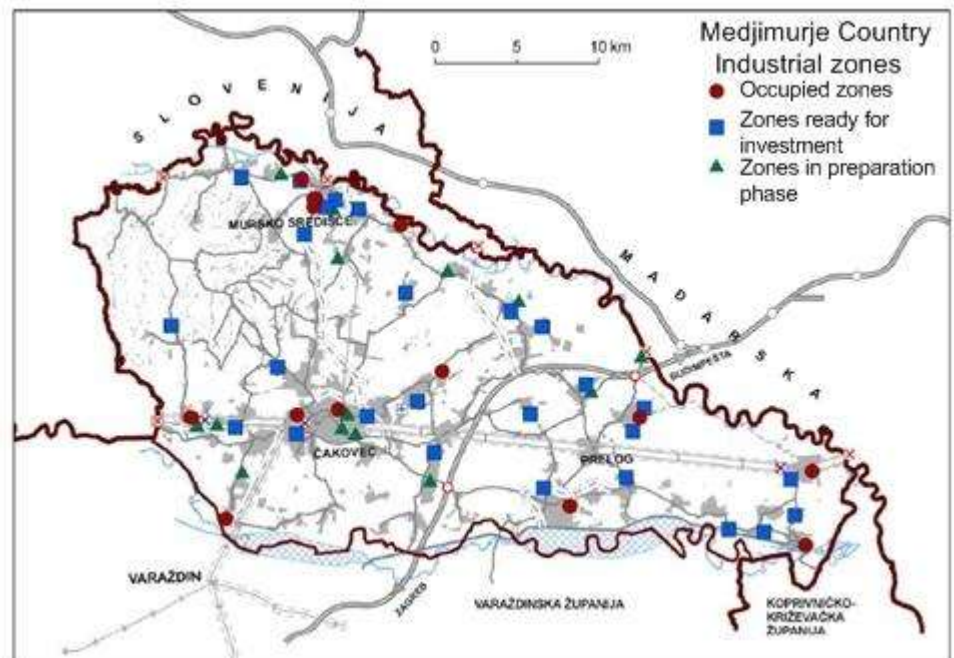 Medjimurje Country
Industrial zones
Occupied zones
Zones ready for
investment
Zones in preparation
phase
0 5 10 km
SLOVENIJA
MAĐARSKA
MURSKO SREDIŠĆE
BUDIMPEŠTA
ČAKOVEC
PRELOG
VARAŽDIN
ZAGREB
VARAŽDINSKA ŽUPANIJA
KOPRIVNIČKO-
KRIŽEVAČKA
ŽUPANIJA